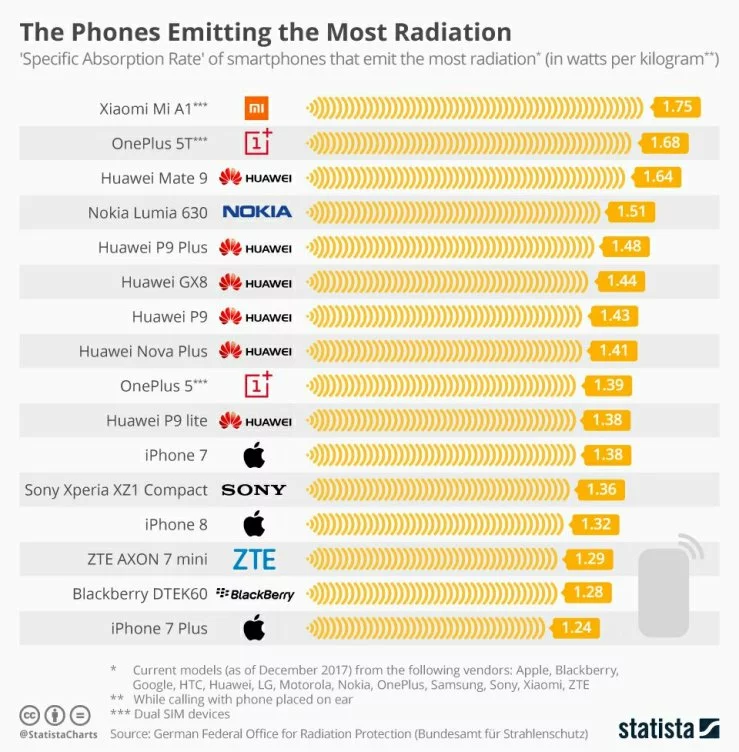 The Phones Emitting the Most Radiation
'Specific Absorption Rate' of smartphones that emit the most radiation* (in watts per kilogram**)
Xiaomi Mi A1*** MI 1.75
OnePlus 5T*** 1+ 1.68
Huawei Mate 9 HUAWEI 1.64
Nokia Lumia 630 NOKIA 1.51
Huawei P9 Plus HUAWEI 1.48
Huawei GX8 HUAWEI 1.44
Huawei P9 HUAWEI 1.43
Huawei Nova Plus HUAWEI 1.41
OnePlus 5*** 1+ 1.39
Huawei P9 lite HUAWEI 1.38
iPhone 7 1.38
Sony Xperia XZ1 Compact SONY 1.36
iPhone 8 1.32
ZTE AXON 7 mini ZTE 1.29
Blackberry DTEK60 BlackBerry 1.28
iPhone 7 Plus 1.24
* Current models (as of December 2017) from the following vendors: Apple, Blackberry,
Google, HTC, Huawei, LG, Motorola, Nokia, OnePlus, Samsung, Sony, Xiaomi, ZTE
** While calling with phone placed on ear
*** Dual SIM devices
cc
@StatistaCharts Source: German Federal Office for Radiation Protection (Bundesamt für Strahlenschutz)
statista